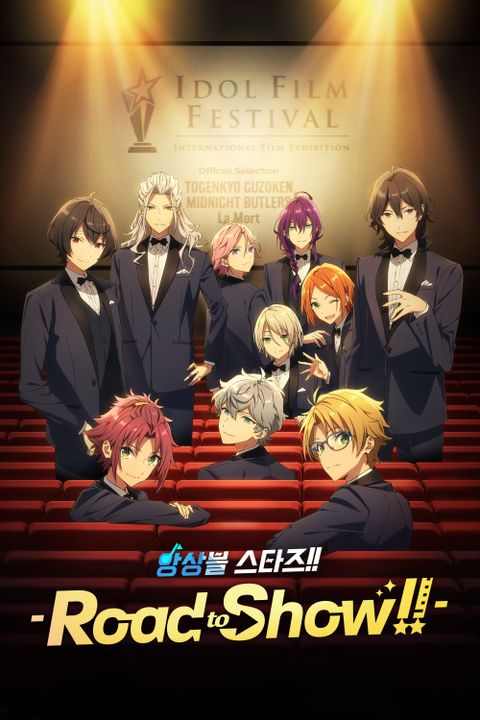 IDOL FILM
FESTIVAL
INTERNATIONAL FILM EXHIBITION
Official Selection
TOGENKYO GUZOKEN
MIDNIGHT BUTLERS
La Mort
앙상블 스타즈!!
-Road to Show!!-